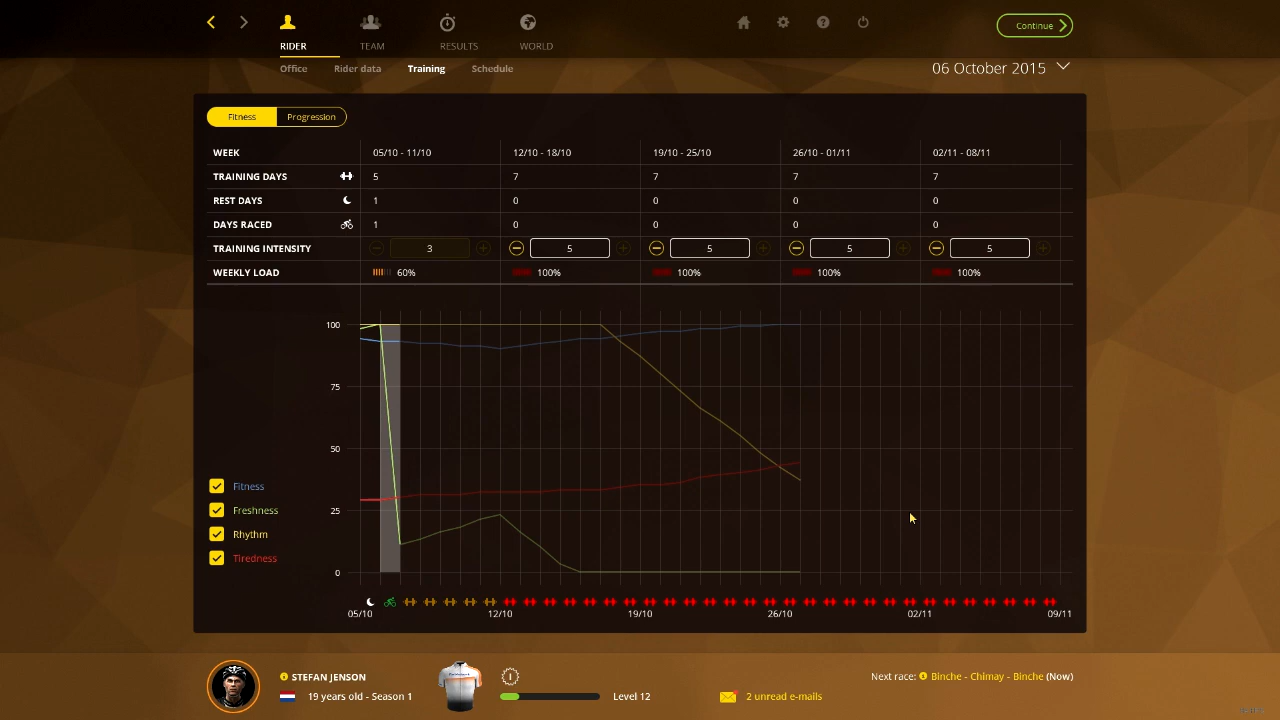 RIDER TEAM RESULTS WORLD Continue
Office Rider data Training Schedule 06 October 2015
Fitness Progression
WEEK 05/10 - 11/10 12/10 - 18/10 19/10 - 25/10 26/10 - 01/11 02/11 - 08/11
TRAINING DAYS 5 7 7 7 7
REST DAYS 1 0 0 0 0
DAYS RACED 1 0 0 0 0
TRAINING INTENSITY 3 5 5 5 5
WEEKLY LOAD 60% 100% 100% 100% 100%
100
75
50
25
0
Fitness
Freshness
Rhythm
Tiredness
05/10 12/10 19/10 26/10 02/11 09/11
STEFAN JENSON
19 years old - Season 1
Level 12
2 unread e-mails
Next race: Binche - Chimay - Binche (Now)